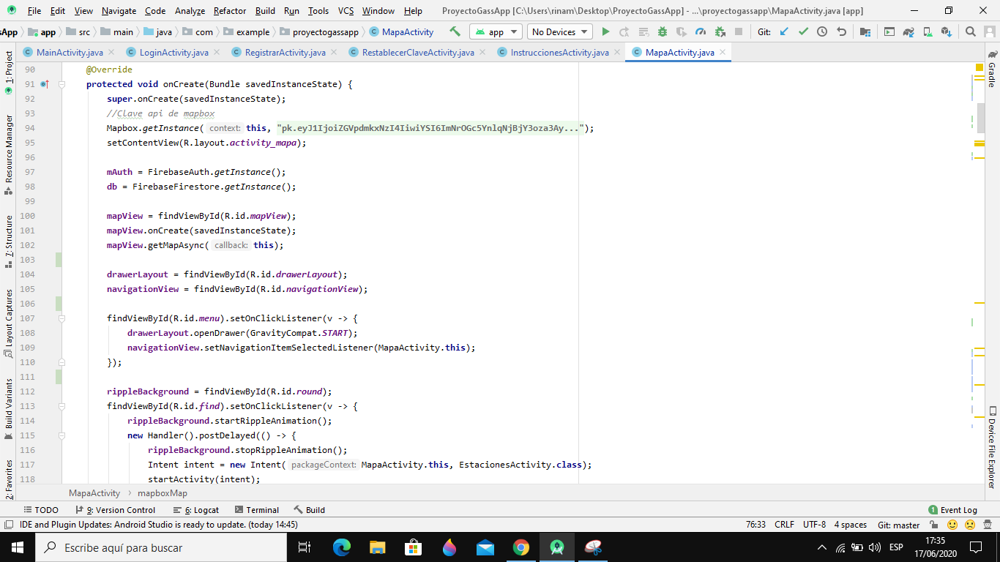 File Edit View Navigate Code Analyze Refactor Build Run Tools VCS Window Help ProyectoGassApp [C:\Users\rinam\Desktop\ProyectoGassApp] - ...\proyectogassapp\MapaActivity.java [app]
sApp app src main java com example proyectogassapp MapaActivity app No Devices Git:
MainActivity.java LoginActivity.java RegistrarActivity.java RestablecerClaveActivity.java InstruccionesActivity.java MapaActivity.java
1: Project
Resource Manager
7: Structure
Layout Captures
Build Variants
2: Favorites
90 @Override
91 protected void onCreate(Bundle savedInstanceState) {
92 super.onCreate(savedInstanceState);
93 //Clave api de mapbox
94 Mapbox.getInstance( context: this, "pk.eyJ1IjoiZGVpdmkxNzI4IiwiYSI6ImNrOGc5YnlqNjBjY3oza3Ay...");
95 setContentView(R.layout.activity_mapa);
96
97 mAuth = FirebaseAuth.getInstance();
98 db = FirebaseFirestore.getInstance();
99
100 mapView = findViewById(R.id.mapView);
101 mapView.onCreate(savedInstanceState);
102 mapView.getMapAsync( callback: this);
103
104 drawerLayout = findViewById(R.id.drawerLayout);
105 navigationView = findViewById(R.id.navigationView);
106
107 findViewById(R.id.menu).setOnClickListener(v -> {
108 drawerLayout.openDrawer(GravityCompat.START);
109 navigationView.setNavigationItemSelectedListener(MapaActivity.this);
110 });
111
112 rippleBackground = findViewById(R.id.round);
113 findViewById(R.id.find).setOnClickListener(v -> {
114 rippleBackground.startRippleAnimation();
115 new Handler().postDelayed(() -> {
116 rippleBackground.stopRippleAnimation();
117 Intent intent = new Intent( packageContext: MapaActivity.this, EstacionesActivity.class);
118 startActivity(intent);
Gradle
Device File Explorer
MapaActivity mapboxMap
TODO 9: Version Control 6: Logcat Terminal Build 1 Event Log
IDE and Plugin Updates: Android Studio is ready to update. (today 14:45) 76:33 CRLF UTF-8 4 spaces Git: master
Escribe aquí para buscar ESP 17:35
17/06/2020